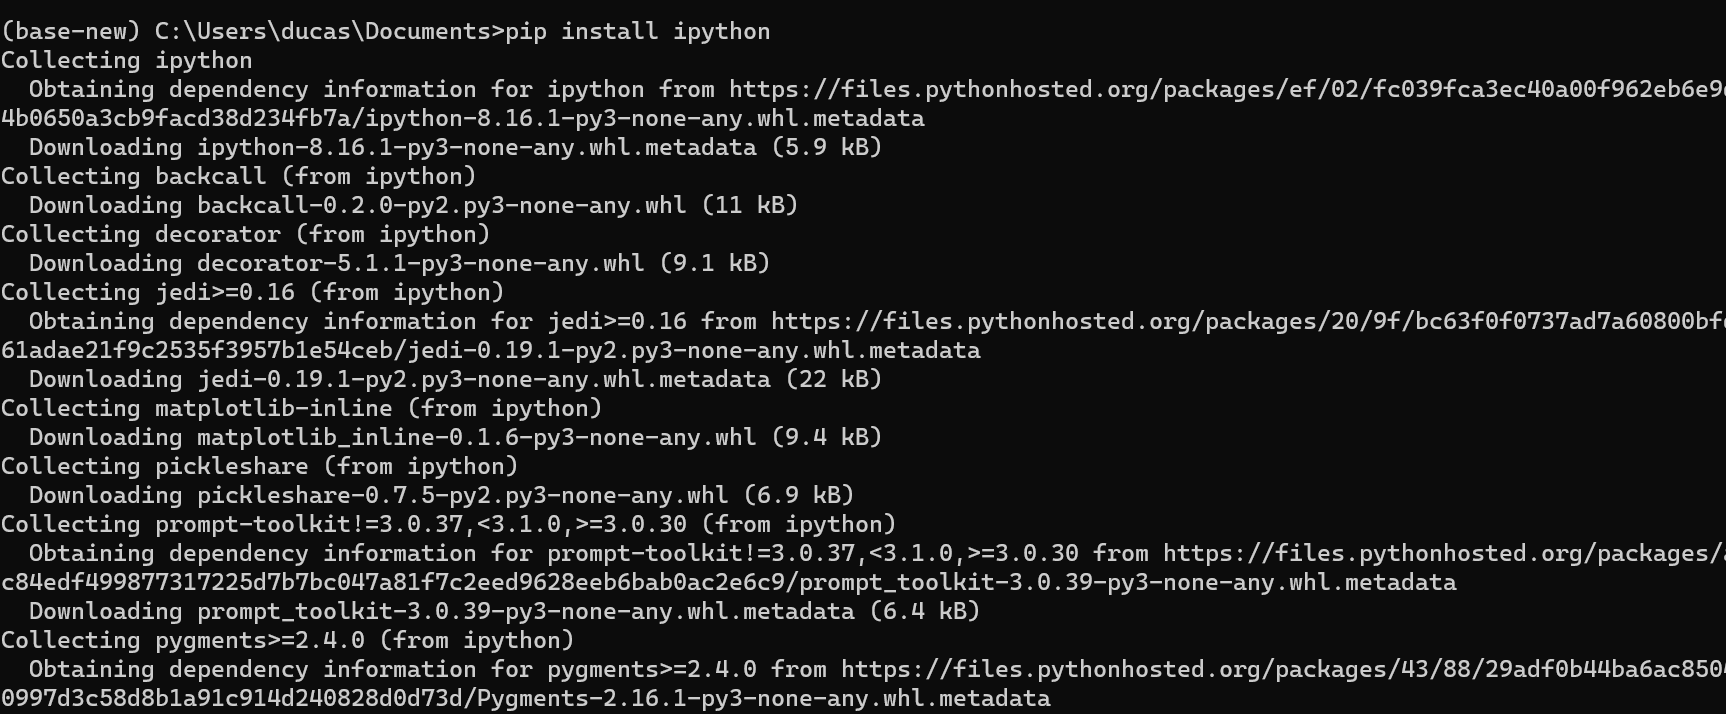 (base-new) C:\Users\ducas\Documents>pip install ipython
Collecting ipython
  Obtaining dependency information for ipython from https://files.pythonhosted.org/packages/ef/02/fc039fca3ec40a00f962eb6e9
4b0650a3cb9facd38d234fb7a/ipython-8.16.1-py3-none-any.whl.metadata
  Downloading ipython-8.16.1-py3-none-any.whl.metadata (5.9 kB)
Collecting backcall (from ipython)
  Downloading backcall-0.2.0-py2.py3-none-any.whl (11 kB)
Collecting decorator (from ipython)
  Downloading decorator-5.1.1-py3-none-any.whl (9.1 kB)
Collecting jedi>=0.16 (from ipython)
  Obtaining dependency information for jedi>=0.16 from https://files.pythonhosted.org/packages/20/9f/bc63f0f0737ad7a60800bf
61adae21f9c2535f3957b1e54ceb/jedi-0.19.1-py2.py3-none-any.whl.metadata
  Downloading jedi-0.19.1-py2.py3-none-any.whl.metadata (22 kB)
Collecting matplotlib-inline (from ipython)
  Downloading matplotlib_inline-0.1.6-py3-none-any.whl (9.4 kB)
Collecting pickleshare (from ipython)
  Downloading pickleshare-0.7.5-py2.py3-none-any.whl (6.9 kB)
Collecting prompt-toolkit!=3.0.37,<3.1.0,>=3.0.30 (from ipython)
  Obtaining dependency information for prompt-toolkit!=3.0.37,<3.1.0,>=3.0.30 from https://files.pythonhosted.org/packages/
c84edf499877317225d7b7bc047a81f7c2eed9628eeb6bab0ac2e6c9/prompt_toolkit-3.0.39-py3-none-any.whl.metadata
  Downloading prompt_toolkit-3.0.39-py3-none-any.whl.metadata (6.4 kB)
Collecting pygments>=2.4.0 (from ipython)
  Obtaining dependency information for pygments>=2.4.0 from https://files.pythonhosted.org/packages/43/88/29adf0b44ba6ac850
0997d3c58d8b1a91c914d240828d0d73d/Pygments-2.16.1-py3-none-any.whl.metadata